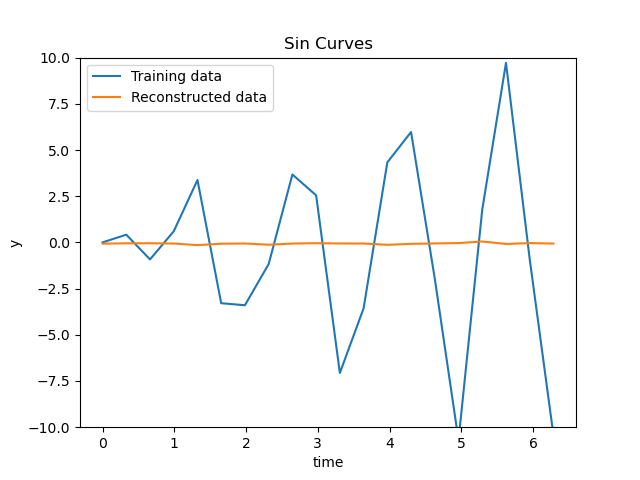 Sin Curves
Training data
Reconstructed data
10.0
7.5
5.0
2.5
0.0
−2.5
−5.0
−7.5
−10.0
y
0 1 2 3 4 5 6
time